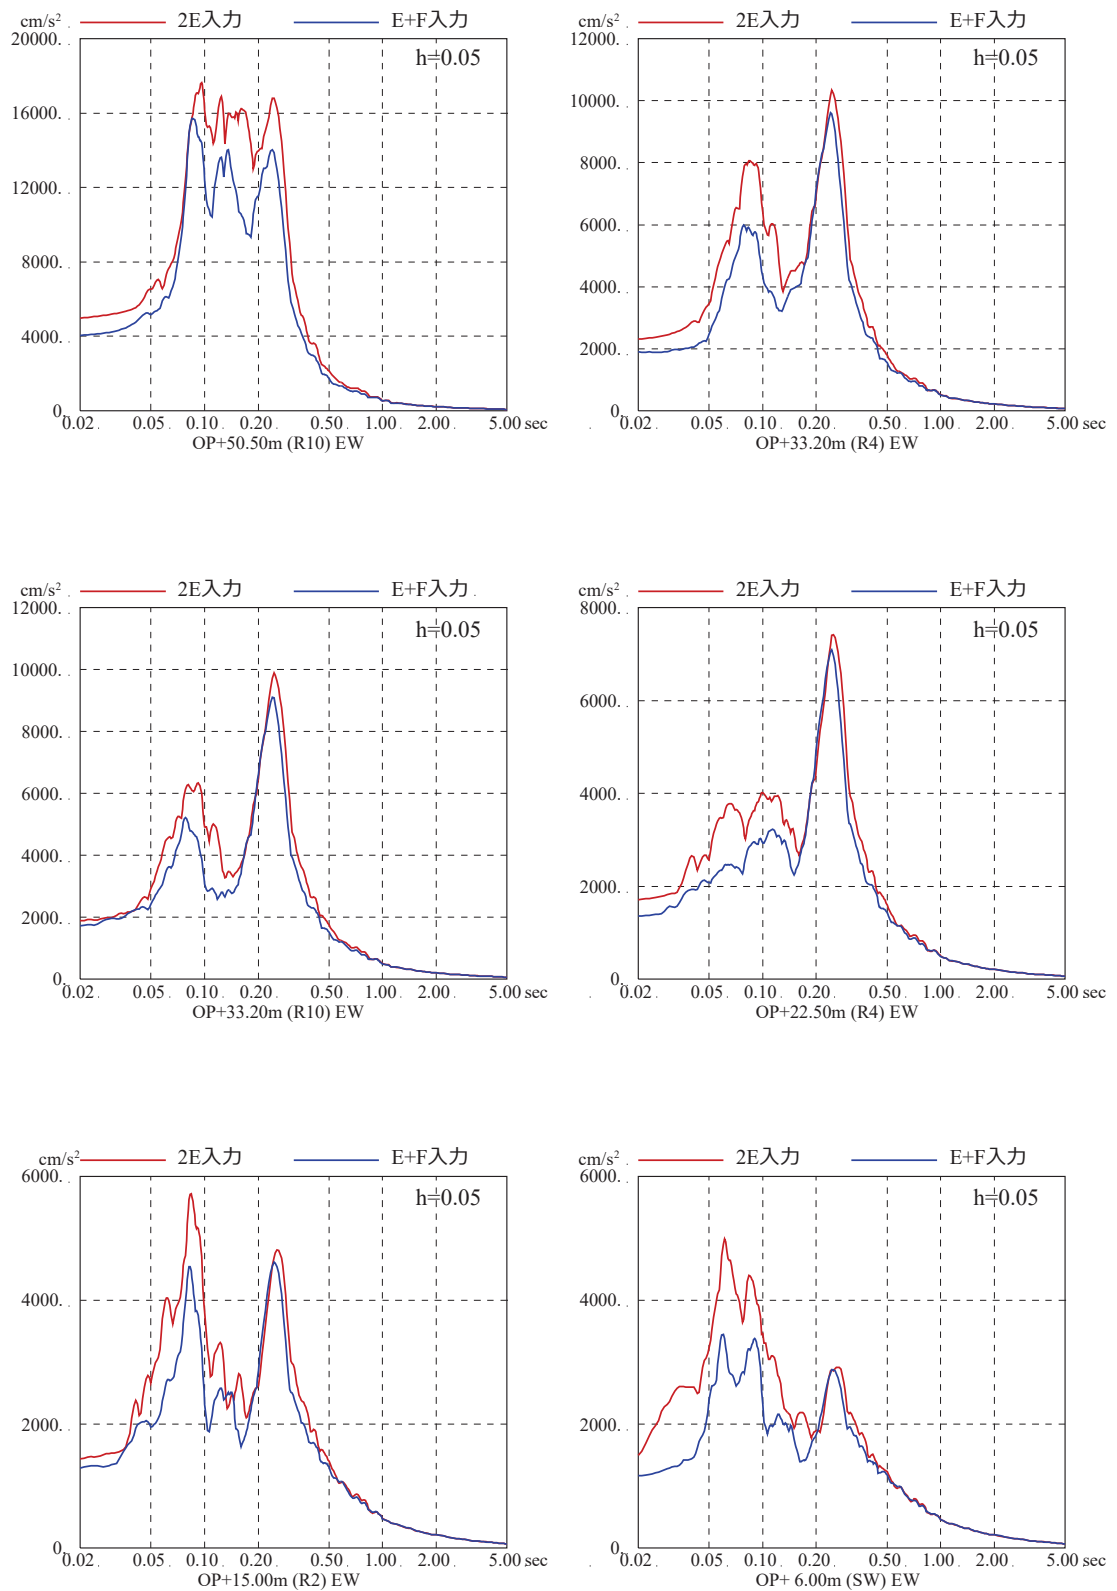 cm/s² 2E入力 E+F入力
20000.
h=0.05
16000.
12000.
8000.
4000.
0.
0.02 0.05 0.10 0.20 0.50 1.00 2.00 5.00 sec
OP+50.50m (R10) EW
cm/s² 2E入力 E+F入力
12000.
h=0.05
10000.
8000.
6000.
4000.
2000.
0.
0.02 0.05 0.10 0.20 0.50 1.00 2.00 5.00 sec
OP+33.20m (R4) EW
cm/s² 2E入力 E+F入力
12000.
h=0.05
10000.
8000.
6000.
4000.
2000.
0.
0.02 0.05 0.10 0.20 0.50 1.00 2.00 5.00 sec
OP+33.20m (R10) EW
cm/s² 2E入力 E+F入力
8000.
h=0.05
6000.
4000.
2000.
0.
0.02 0.05 0.10 0.20 0.50 1.00 2.00 5.00 sec
OP+22.50m (R4) EW
cm/s² 2E入力 E+F入力
6000.
h=0.05
4000.
2000.
0.
0.02 0.05 0.10 0.20 0.50 1.00 2.00 5.00 sec
OP+15.00m (R2) EW
cm/s² 2E入力 E+F入力
6000.
h=0.05
4000.
2000.
0.
0.02 0.05 0.10 0.20 0.50 1.00 2.00 5.00 sec
OP+ 6.00m (SW) EW